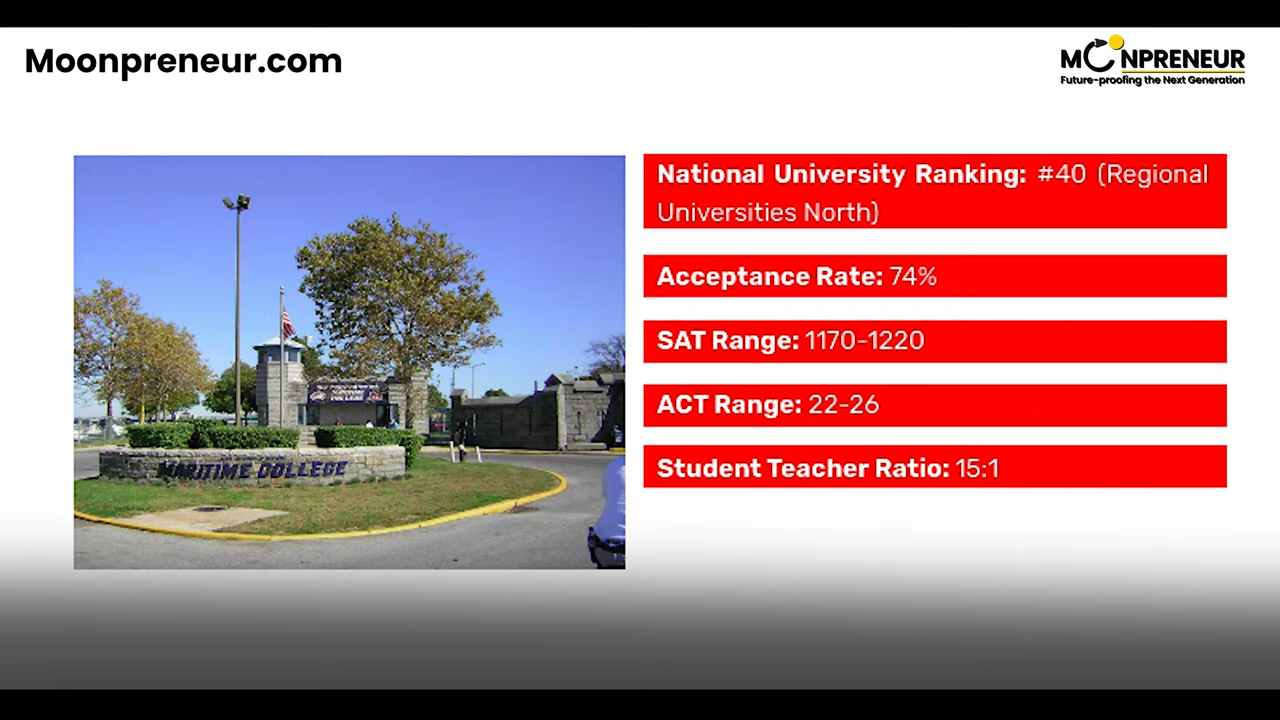 Moonpreneur.com
MOONPRENEUR
Future-proofing the Next Generation
National University Ranking: #40 (Regional
Universities North)
Acceptance Rate: 74%
SAT Range: 1170-1220
ACT Range: 22-26
Student Teacher Ratio: 15:1
MARITIME COLLEGE